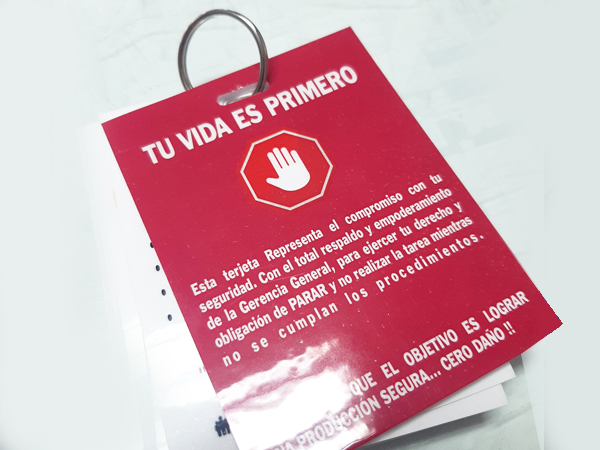 TU VIDA ES PRIMERO
Esta terjeta Representa el compromiso con tu
seguridad. Con el total respaldo y empoderamiento
de la Gerencia General, para ejercer tu derecho y
obligación de PARAR y no realizar la tarea mientras
no se cumplan los procedimientos.
QUE EL OBJETIVO ES LOGRAR
PRODUCCIÓN SEGURA... CERO DAÑO !!